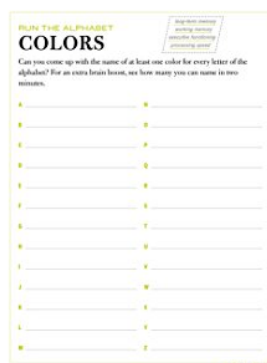 RUN THE ALPHABET
COLORS
long-term memory
working memory
executive functioning
processing speed
Can you come up with the name of at least one color for every letter of the
alphabet? For an extra brain boost, see how many you can name in two
minutes.
A
B
C
D
E
F
G
H
I
J
K
L
M
N
O
P
Q
R
S
T
U
V
W
X
Y
Z